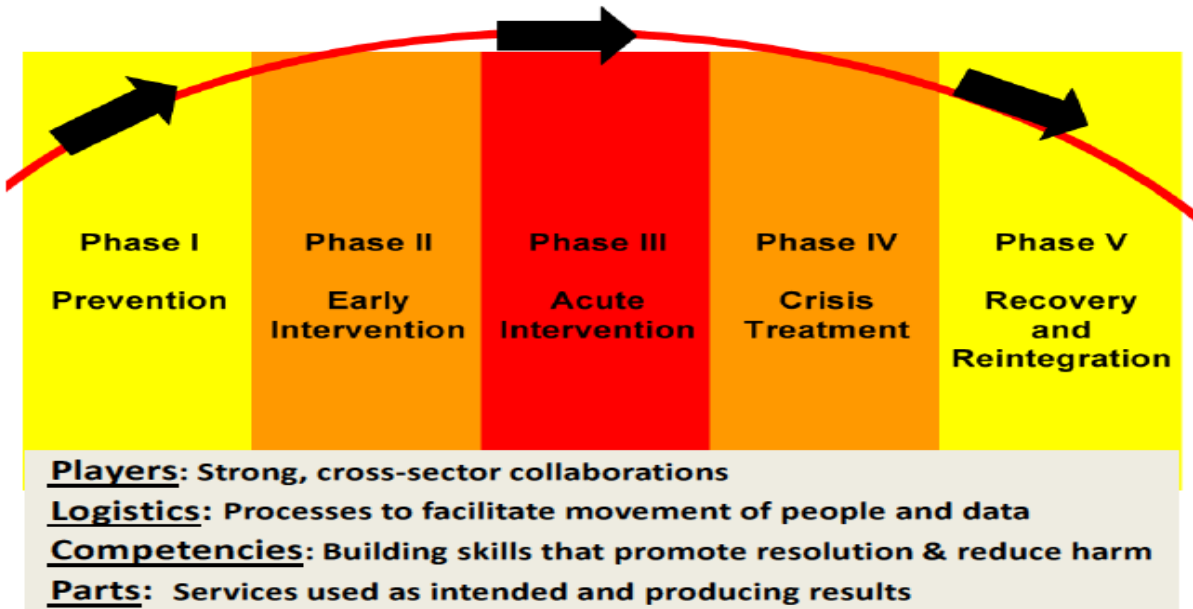 Phase I
Prevention
Phase II
Early
Intervention
Phase III
Acute
Intervention
Phase IV
Crisis
Treatment
Phase V
Recovery
and
Reintegration
Players: Strong, cross-sector collaborations
Logistics: Processes to facilitate movement of people and data
Competencies: Building skills that promote resolution & reduce harm
Parts: Services used as intended and producing results